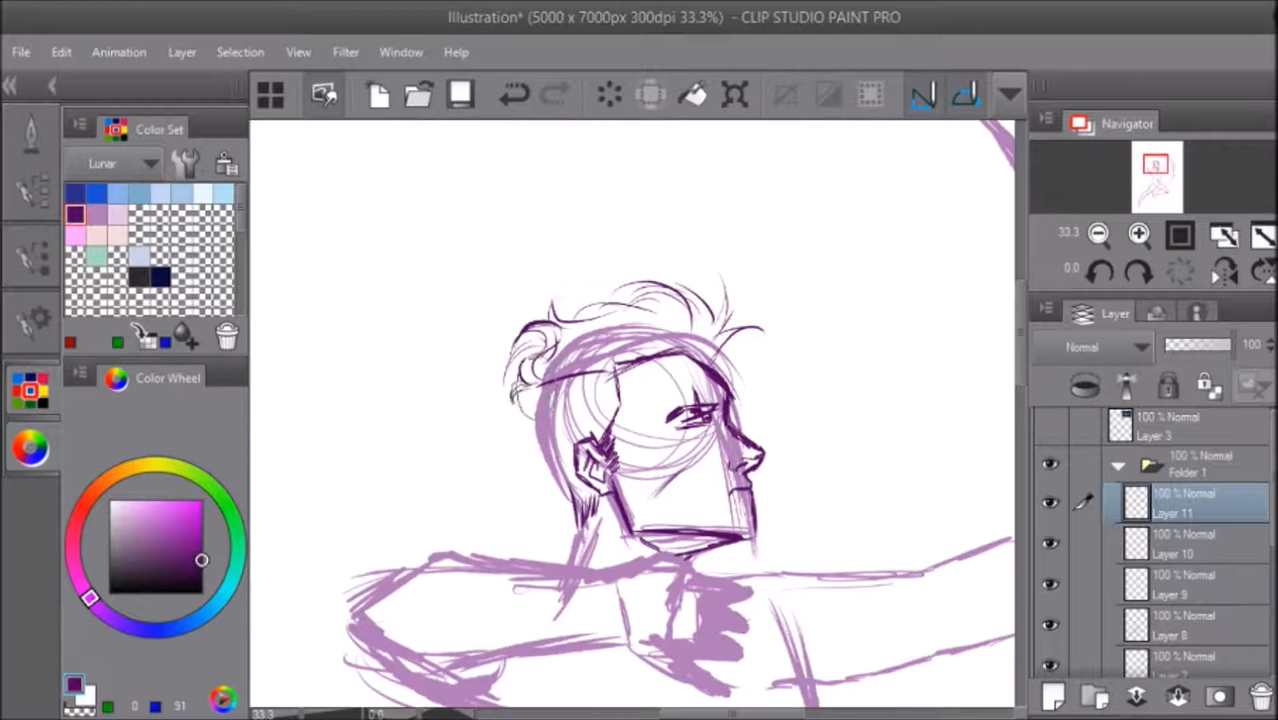 Illustration* (5000 x 7000px 300dpi 33.3%) - CLIP STUDIO PAINT PRO
File Edit Animation Layer Selection View Filter Window Help
Color Set
Lunar
Color Wheel
0 91
33.3 0.0
Navigator
33.3
0.0
Layer
Normal 100
100 % Normal
Layer 3
100 % Normal
Folder 1
100 % Normal
Layer 11
100 % Normal
Layer 10
100 % Normal
Layer 9
100 % Normal
Layer 8
100 % Normal